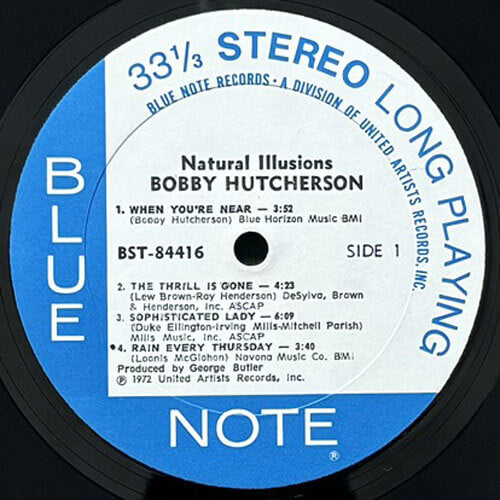 33 1/3 STEREO LONG PLAYING
BLUE NOTE RECORDS · A DIVISION OF UNITED ARTISTS RECORDS, INC.
BLUE
Natural Illusions
BOBBY HUTCHERSON
1. WHEN YOU'RE NEAR — 3:52
(Bobby Hutcherson) Blue Horizon Music BMI
BST-84416
SIDE 1
2. THE THRILL IS GONE — 4:23
(Lew Brown-Ray Henderson) DeSylva, Brown
& Henderson, Inc. ASCAP
3. SOPHISTICATED LADY — 6:09
(Duke Ellington-Irving Mills-Mitchell Parish)
Mills Music, Inc. ASCAP
*4. RAIN EVERY THURSDAY — 3:40
(Loonis McGlohon) Navona Music Co. BMI
Produced by George Butler
℗ 1972 United Artists Records, Inc.
NOTE®